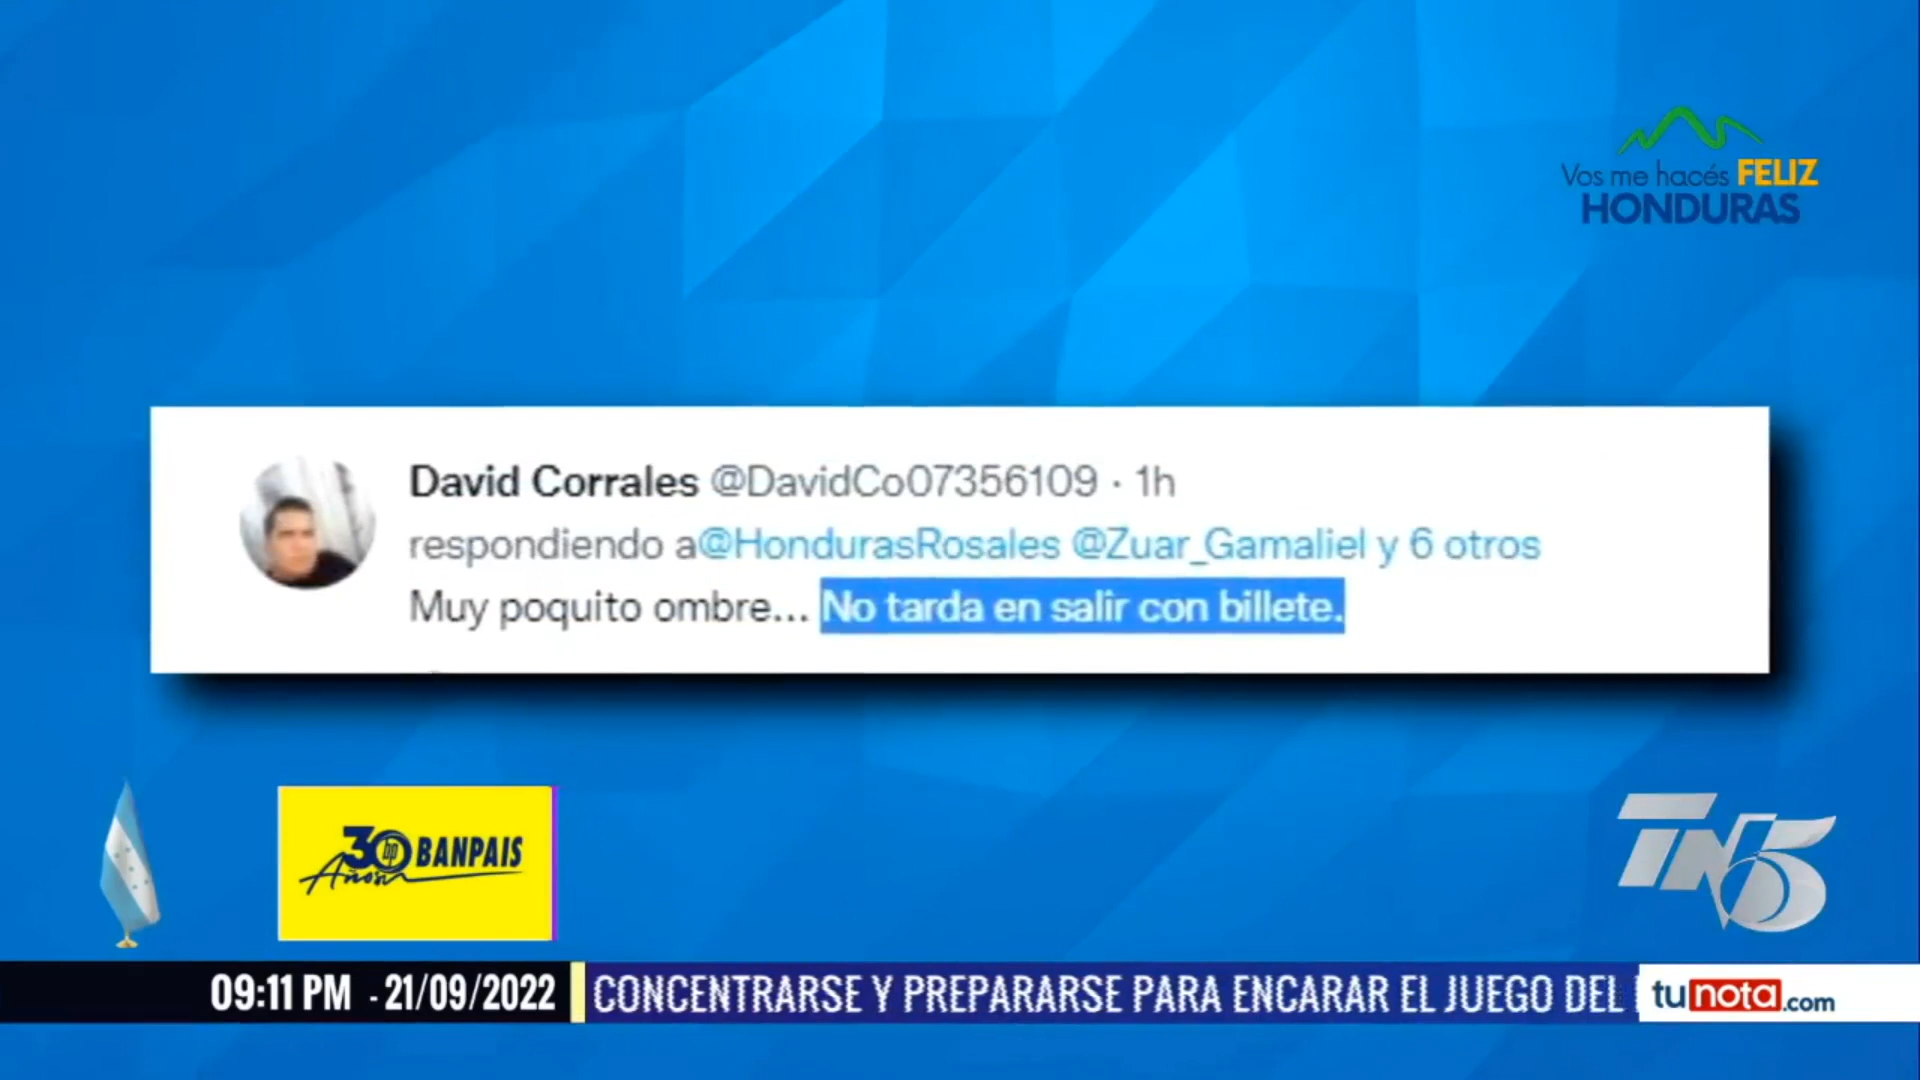 Vos me hacés FELIZ
HONDURAS
David Corrales @DavidCo07356109 · 1h
respondiendo a@HondurasRosales @Zuar_Gamaliel y 6 otros
Muy poquito ombre... No tarda en salir con billete.
30 bp BANPAIS
Años
TN5
09:11 PM - 21/09/2022
CONCENTRARSE Y PREPARARSE PARA ENCARAR EL JUEGO DEL
tunota.com